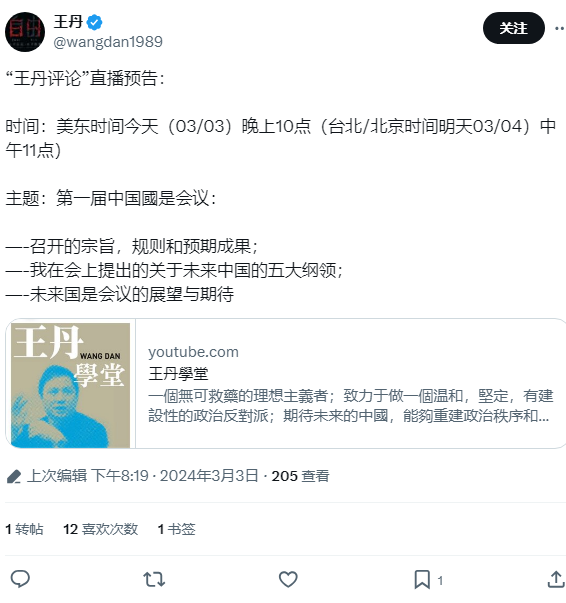 王丹
@wangdan1989
关注
“王丹评论”直播预告：
时间：美东时间今天（03/03）晚上10点（台北/北京时间明天03/04）中
午11点）
主题：第一届中国國是会议：
—-召开的宗旨，规则和预期成果；
—-我在会上提出的关于未来中国的五大纲领；
—-未来国是会议的展望与期待
王丹
WANG DAN
學堂
youtube.com
王丹學堂
一個無可救藥的理想主義者；致力于做一個温和，堅定，有建
設性的政治反對派；期待未來的中國，能夠重建政治秩序和...
上次编辑 下午8:19 · 2024年3月3日 · 205 查看
1 转帖 12 喜欢次数 1 书签
1